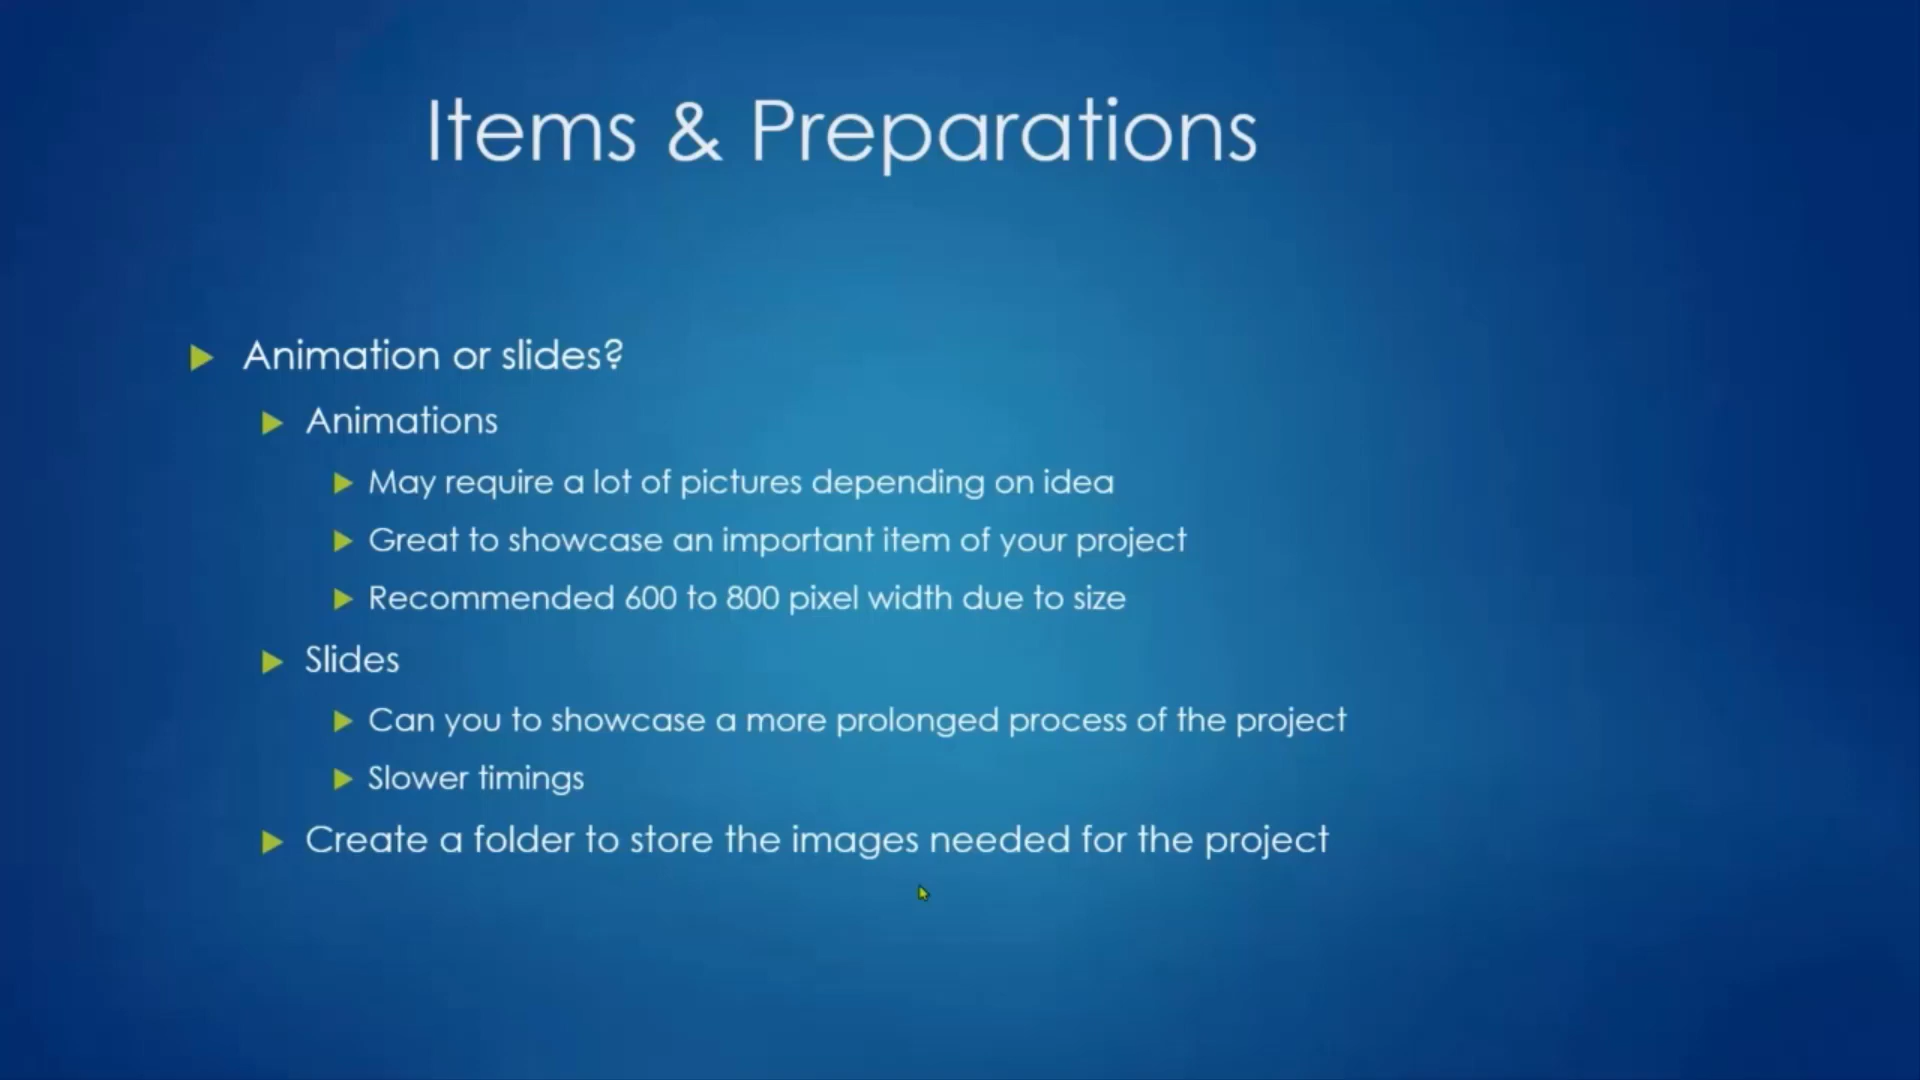 Items & Preparations
Animation or slides?
Animations
May require a lot of pictures depending on idea
Great to showcase an important item of your project
Recommended 600 to 800 pixel width due to size
Slides
Can you to showcase a more prolonged process of the project
Slower timings
Create a folder to store the images needed for the project